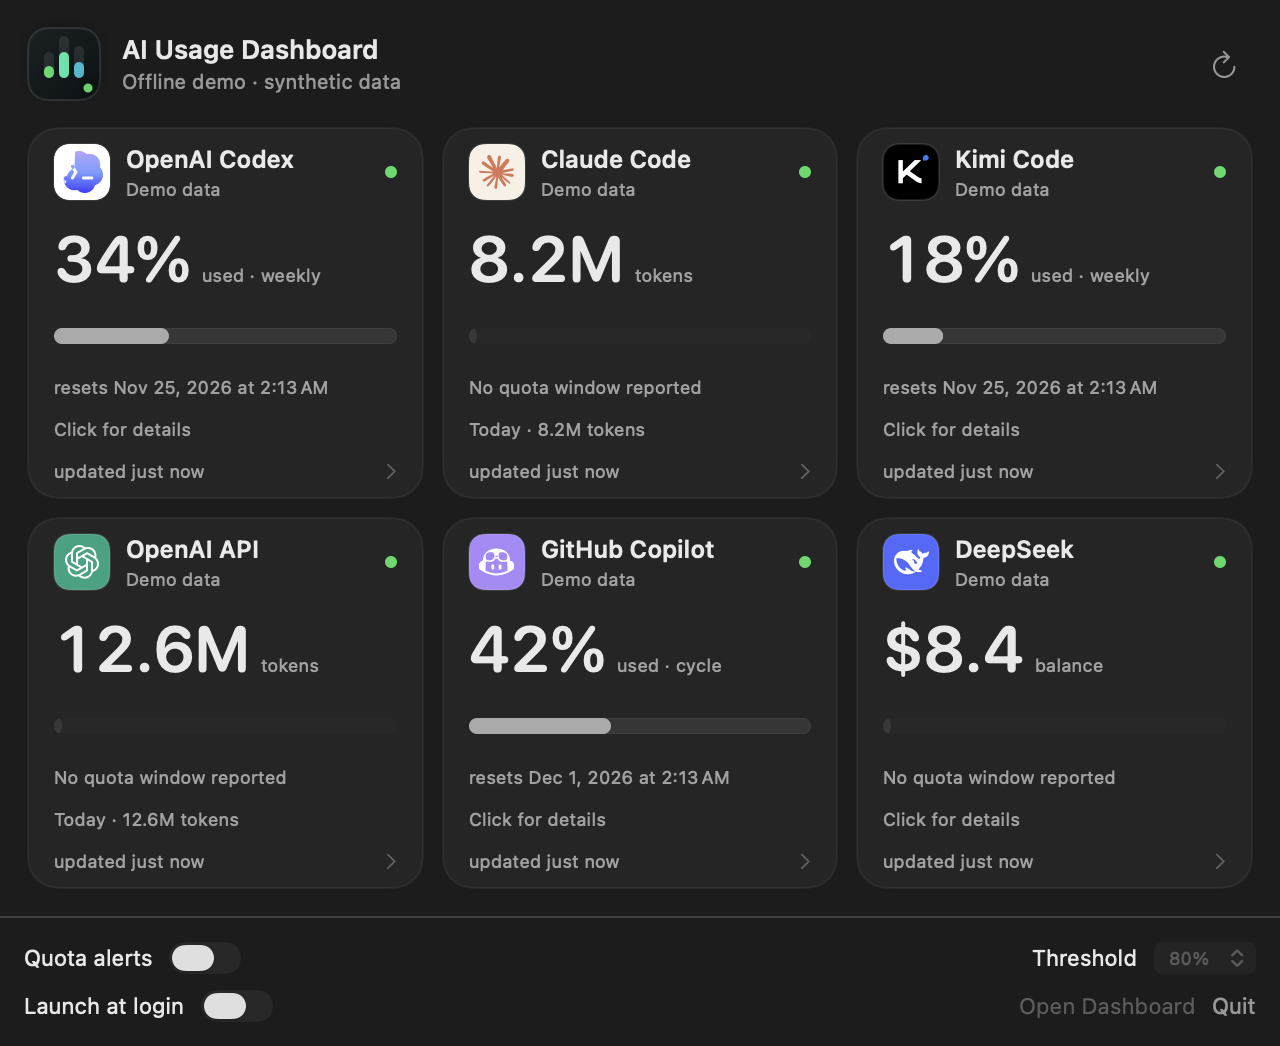 AI Usage Dashboard
Offline demo · synthetic data
OpenAI Codex
Demo data
34% used · weekly
resets Nov 25, 2026 at 2:13 AM
Click for details
updated just now
Claude Code
Demo data
8.2M tokens
No quota window reported
Today · 8.2M tokens
updated just now
Kimi Code
Demo data
18% used · weekly
resets Nov 25, 2026 at 2:13 AM
Click for details
updated just now
OpenAI API
Demo data
12.6M tokens
No quota window reported
Today · 12.6M tokens
updated just now
GitHub Copilot
Demo data
42% used · cycle
resets Dec 1, 2026 at 2:13 AM
Click for details
updated just now
DeepSeek
Demo data
$8.4 balance
No quota window reported
Click for details
updated just now
Quota alerts
Threshold 80%
Launch at login
Open Dashboard Quit